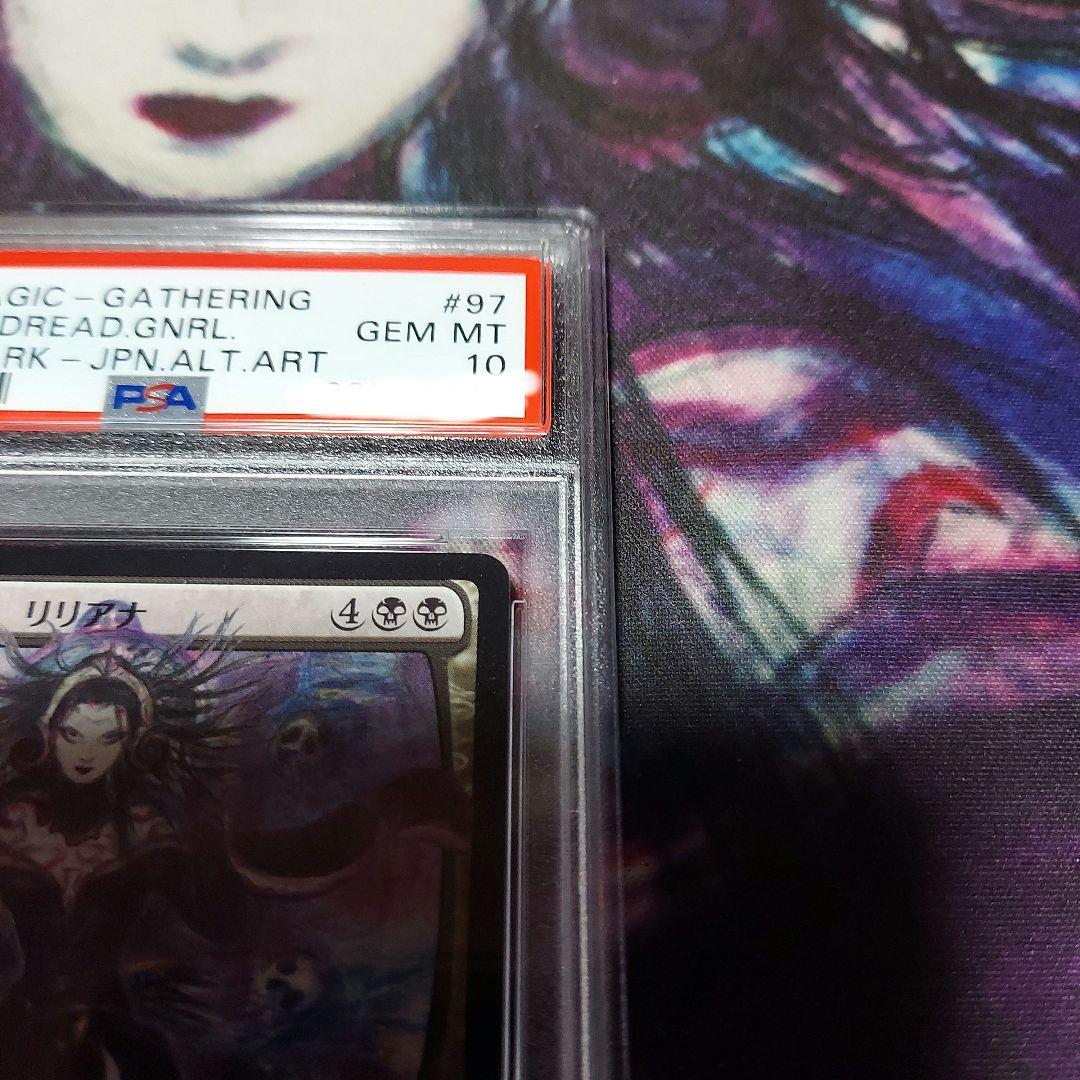 AGIC - GATHERING #97
DREAD.GNRL. GEM MT
RK - JPN.ALT.ART 10
PSA
リリアナ 4